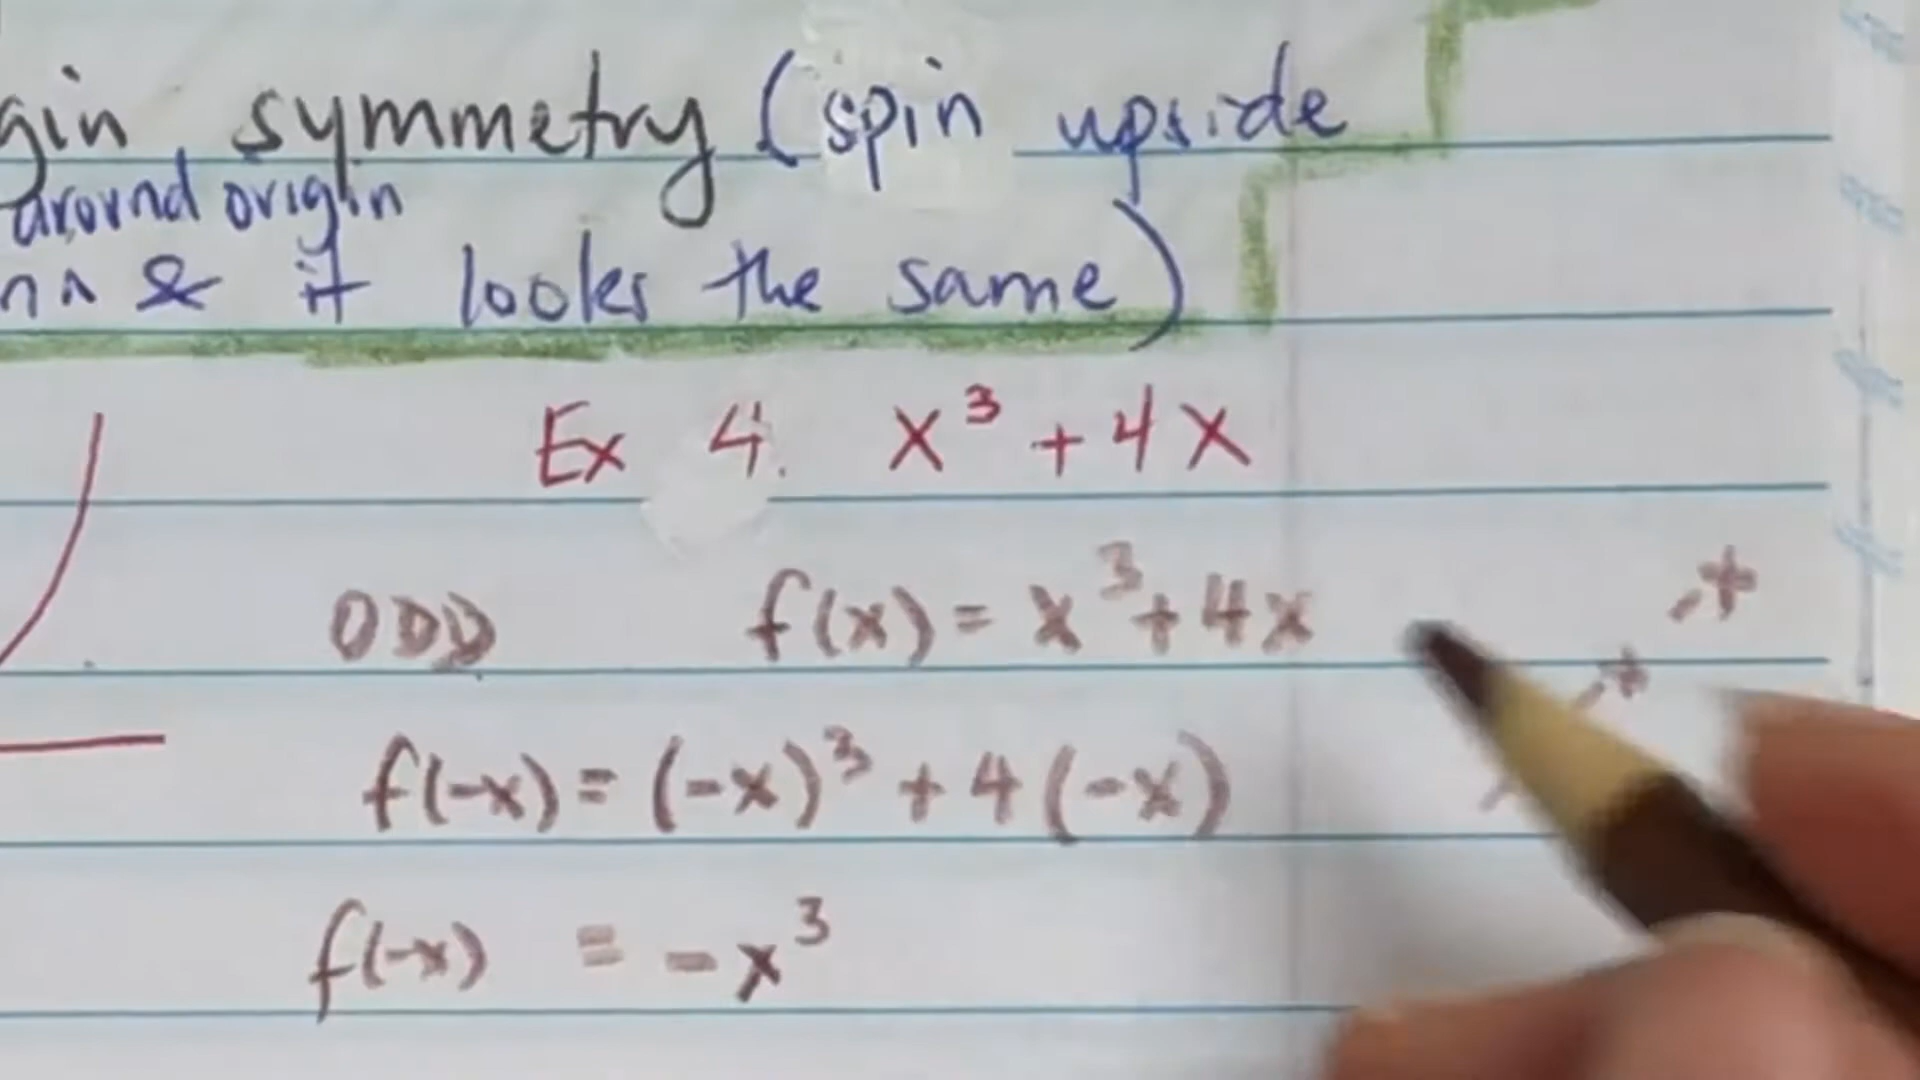 gin symmetry (spin upside
around origin
& it looks the same)
Ex 4. x³ + 4x
ODD f(x) = x³ + 4x
f(-x) = (-x)³ + 4(-x)
f(-x) = -x³